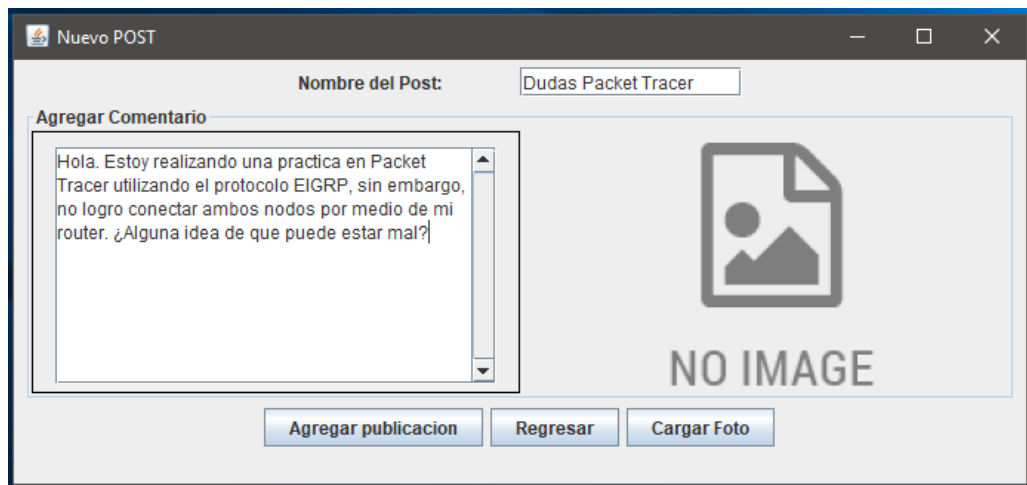 Nuevo POST
Nombre del Post: Dudas Packet Tracer
Agregar Comentario
Hola. Estoy realizando una practica en Packet
Tracer utilizando el protocolo EIGRP, sin embargo,
no logro conectar ambos nodos por medio de mi
router. ¿Alguna idea de que puede estar mal?
NO IMAGE
Agregar publicacion Regresar Cargar Foto